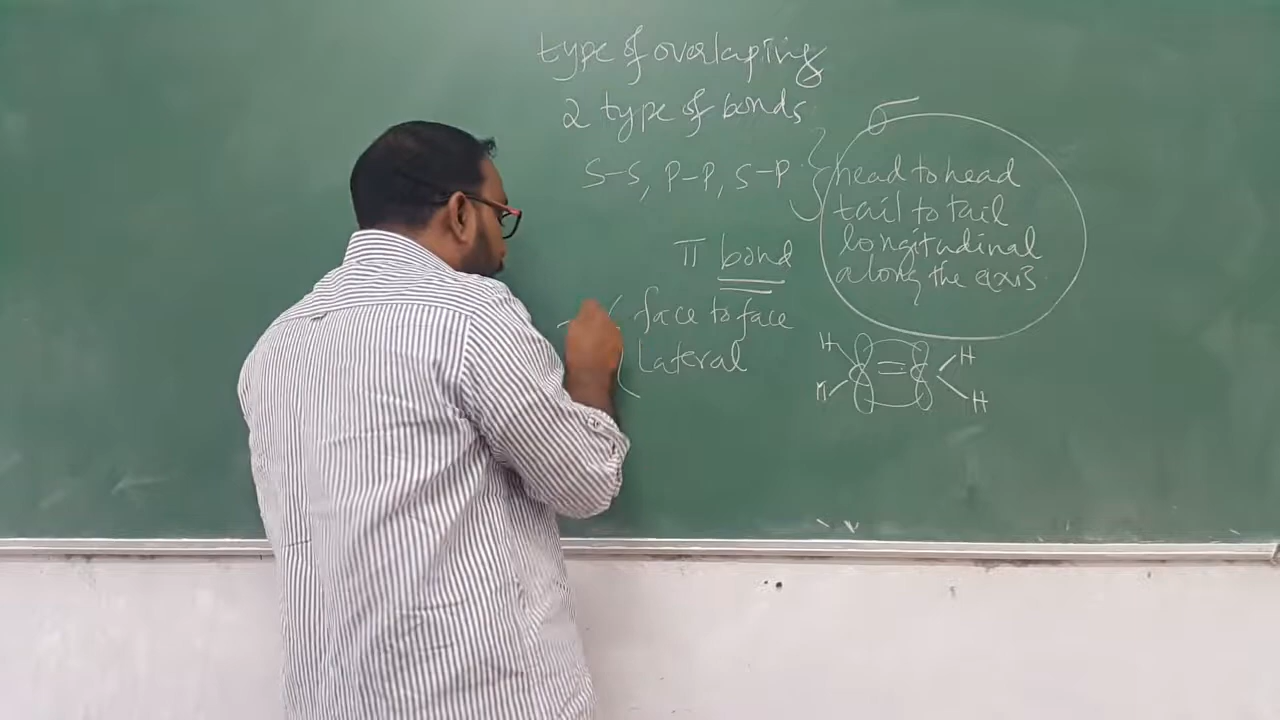 type of overlaping
2 type of bonds
σ
S-S, P-P, S-P
head to head
tail to tail
longitudinal
along the axis
π bond
face to face
Lateral
H H
H H